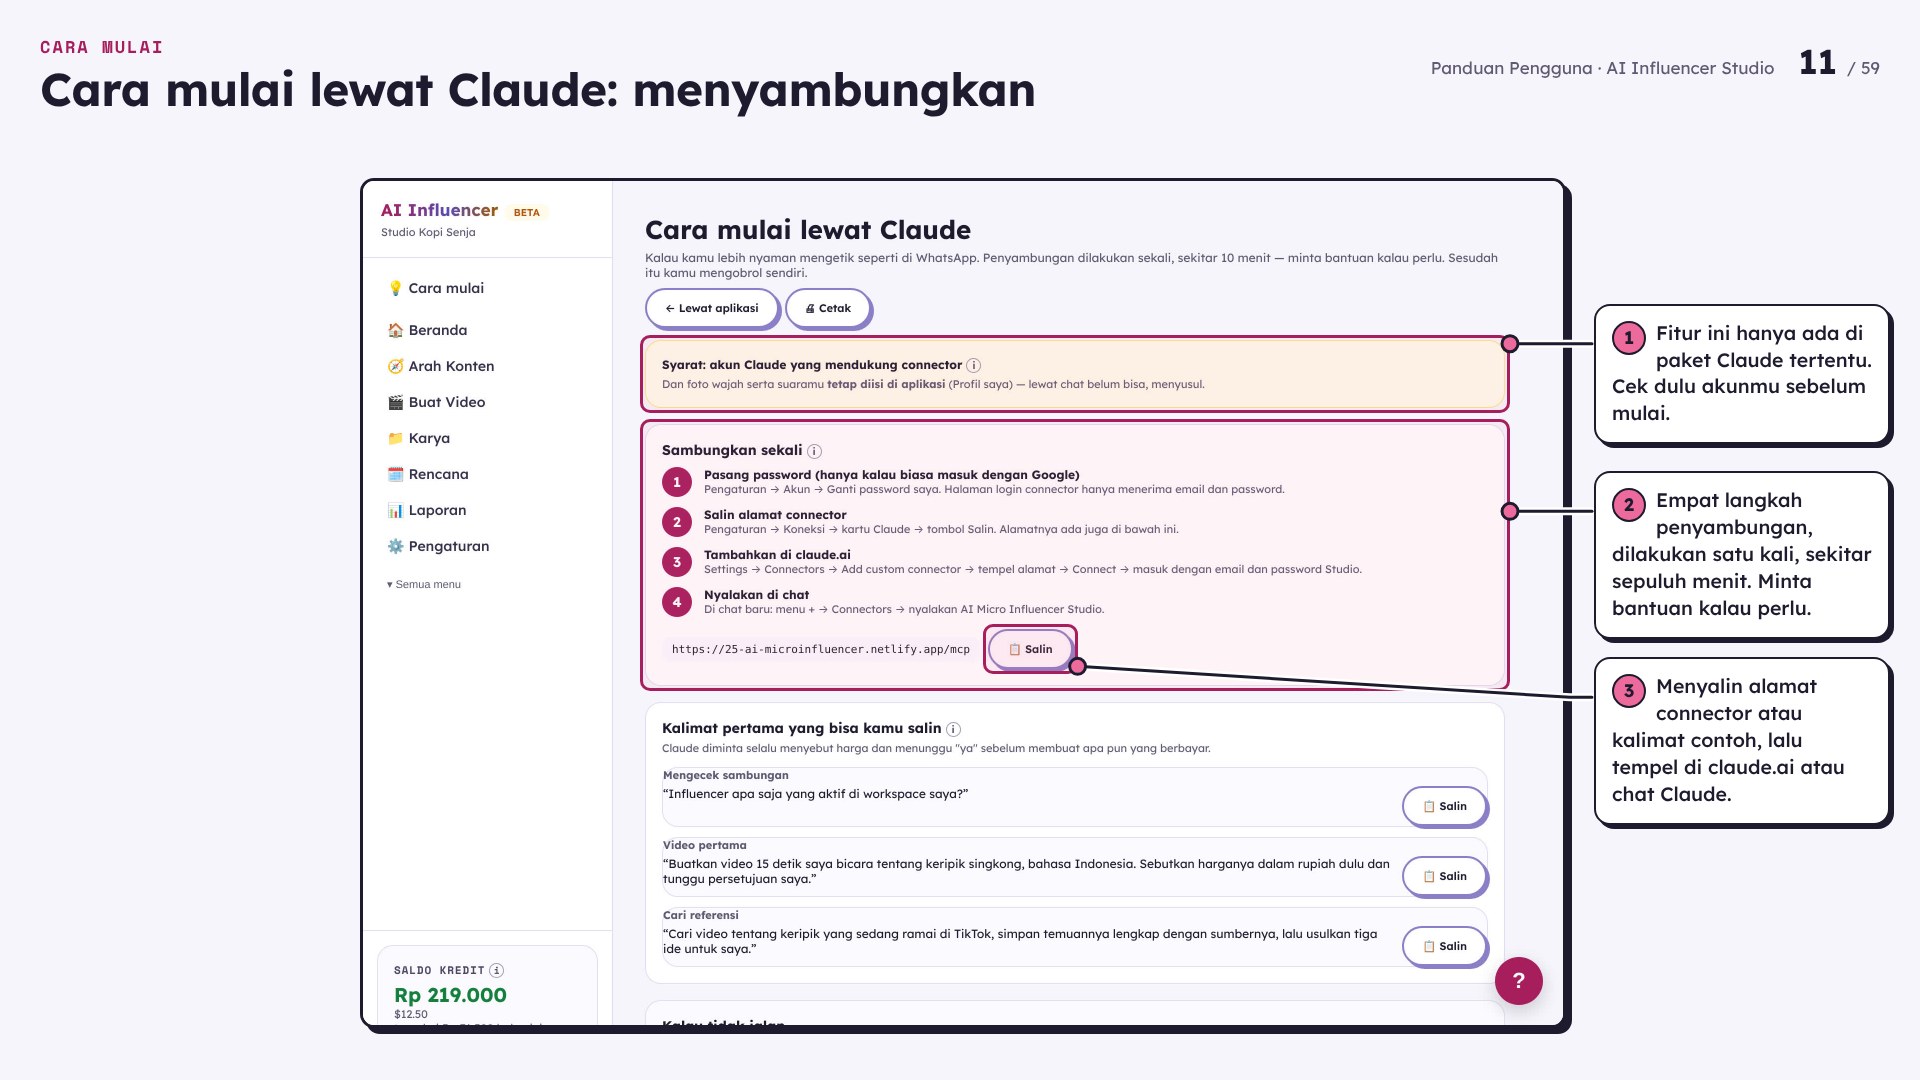 CARA MULAI
Cara mulai lewat Claude: menyambungkan
Panduan Pengguna · AI Influencer Studio 11 / 59
AI Influencer BETA
Studio Kopi Senja
💡 Cara mulai
🏠 Beranda
🧭 Arah Konten
🎬 Buat Video
📁 Karya
🗓️ Rencana
📊 Laporan
⚙️ Pengaturan
▾ Semua menu
SALDO KREDIT ⓘ
Rp 219.000
$12.50
Cara mulai lewat Claude
Kalau kamu lebih nyaman mengetik seperti di WhatsApp. Penyambungan dilakukan sekali, sekitar 10 menit — minta bantuan kalau perlu. Sesudah
itu kamu mengobrol sendiri.
← Lewat aplikasi
🖨 Cetak
Syarat: akun Claude yang mendukung connector ⓘ
Dan foto wajah serta suaramu tetap diisi di aplikasi (Profil saya) — lewat chat belum bisa, menyusul.
Sambungkan sekali ⓘ
1 Pasang password (hanya kalau biasa masuk dengan Google)
Pengaturan → Akun → Ganti password saya. Halaman login connector hanya menerima email dan password.
2 Salin alamat connector
Pengaturan → Koneksi → kartu Claude → tombol Salin. Alamatnya ada juga di bawah ini.
3 Tambahkan di claude.ai
Settings → Connectors → Add custom connector → tempel alamat → Connect → masuk dengan email dan password Studio.
4 Nyalakan di chat
Di chat baru: menu + → Connectors → nyalakan AI Micro Influencer Studio.
https://25-ai-microinfluencer.netlify.app/mcp
📋 Salin
Kalimat pertama yang bisa kamu salin ⓘ
Claude diminta selalu menyebut harga dan menunggu "ya" sebelum membuat apa pun yang berbayar.
Mengecek sambungan
“Influencer apa saja yang aktif di workspace saya?”
📋 Salin
Video pertama
“Buatkan video 15 detik saya bicara tentang keripik singkong, bahasa Indonesia. Sebutkan harganya dalam rupiah dulu dan
tunggu persetujuan saya.”
📋 Salin
Cari referensi
“Cari video tentang keripik yang sedang ramai di TikTok, simpan temuannya lengkap dengan sumbernya, lalu usulkan tiga
ide untuk saya.”
📋 Salin
Kalau tidak jalan
?
1 Fitur ini hanya ada di
paket Claude tertentu.
Cek dulu akunmu sebelum
mulai.
2 Empat langkah
penyambungan,
dilakukan satu kali, sekitar
sepuluh menit. Minta
bantuan kalau perlu.
3 Menyalin alamat
connector atau
kalimat contoh, lalu
tempel di claude.ai atau
chat Claude.